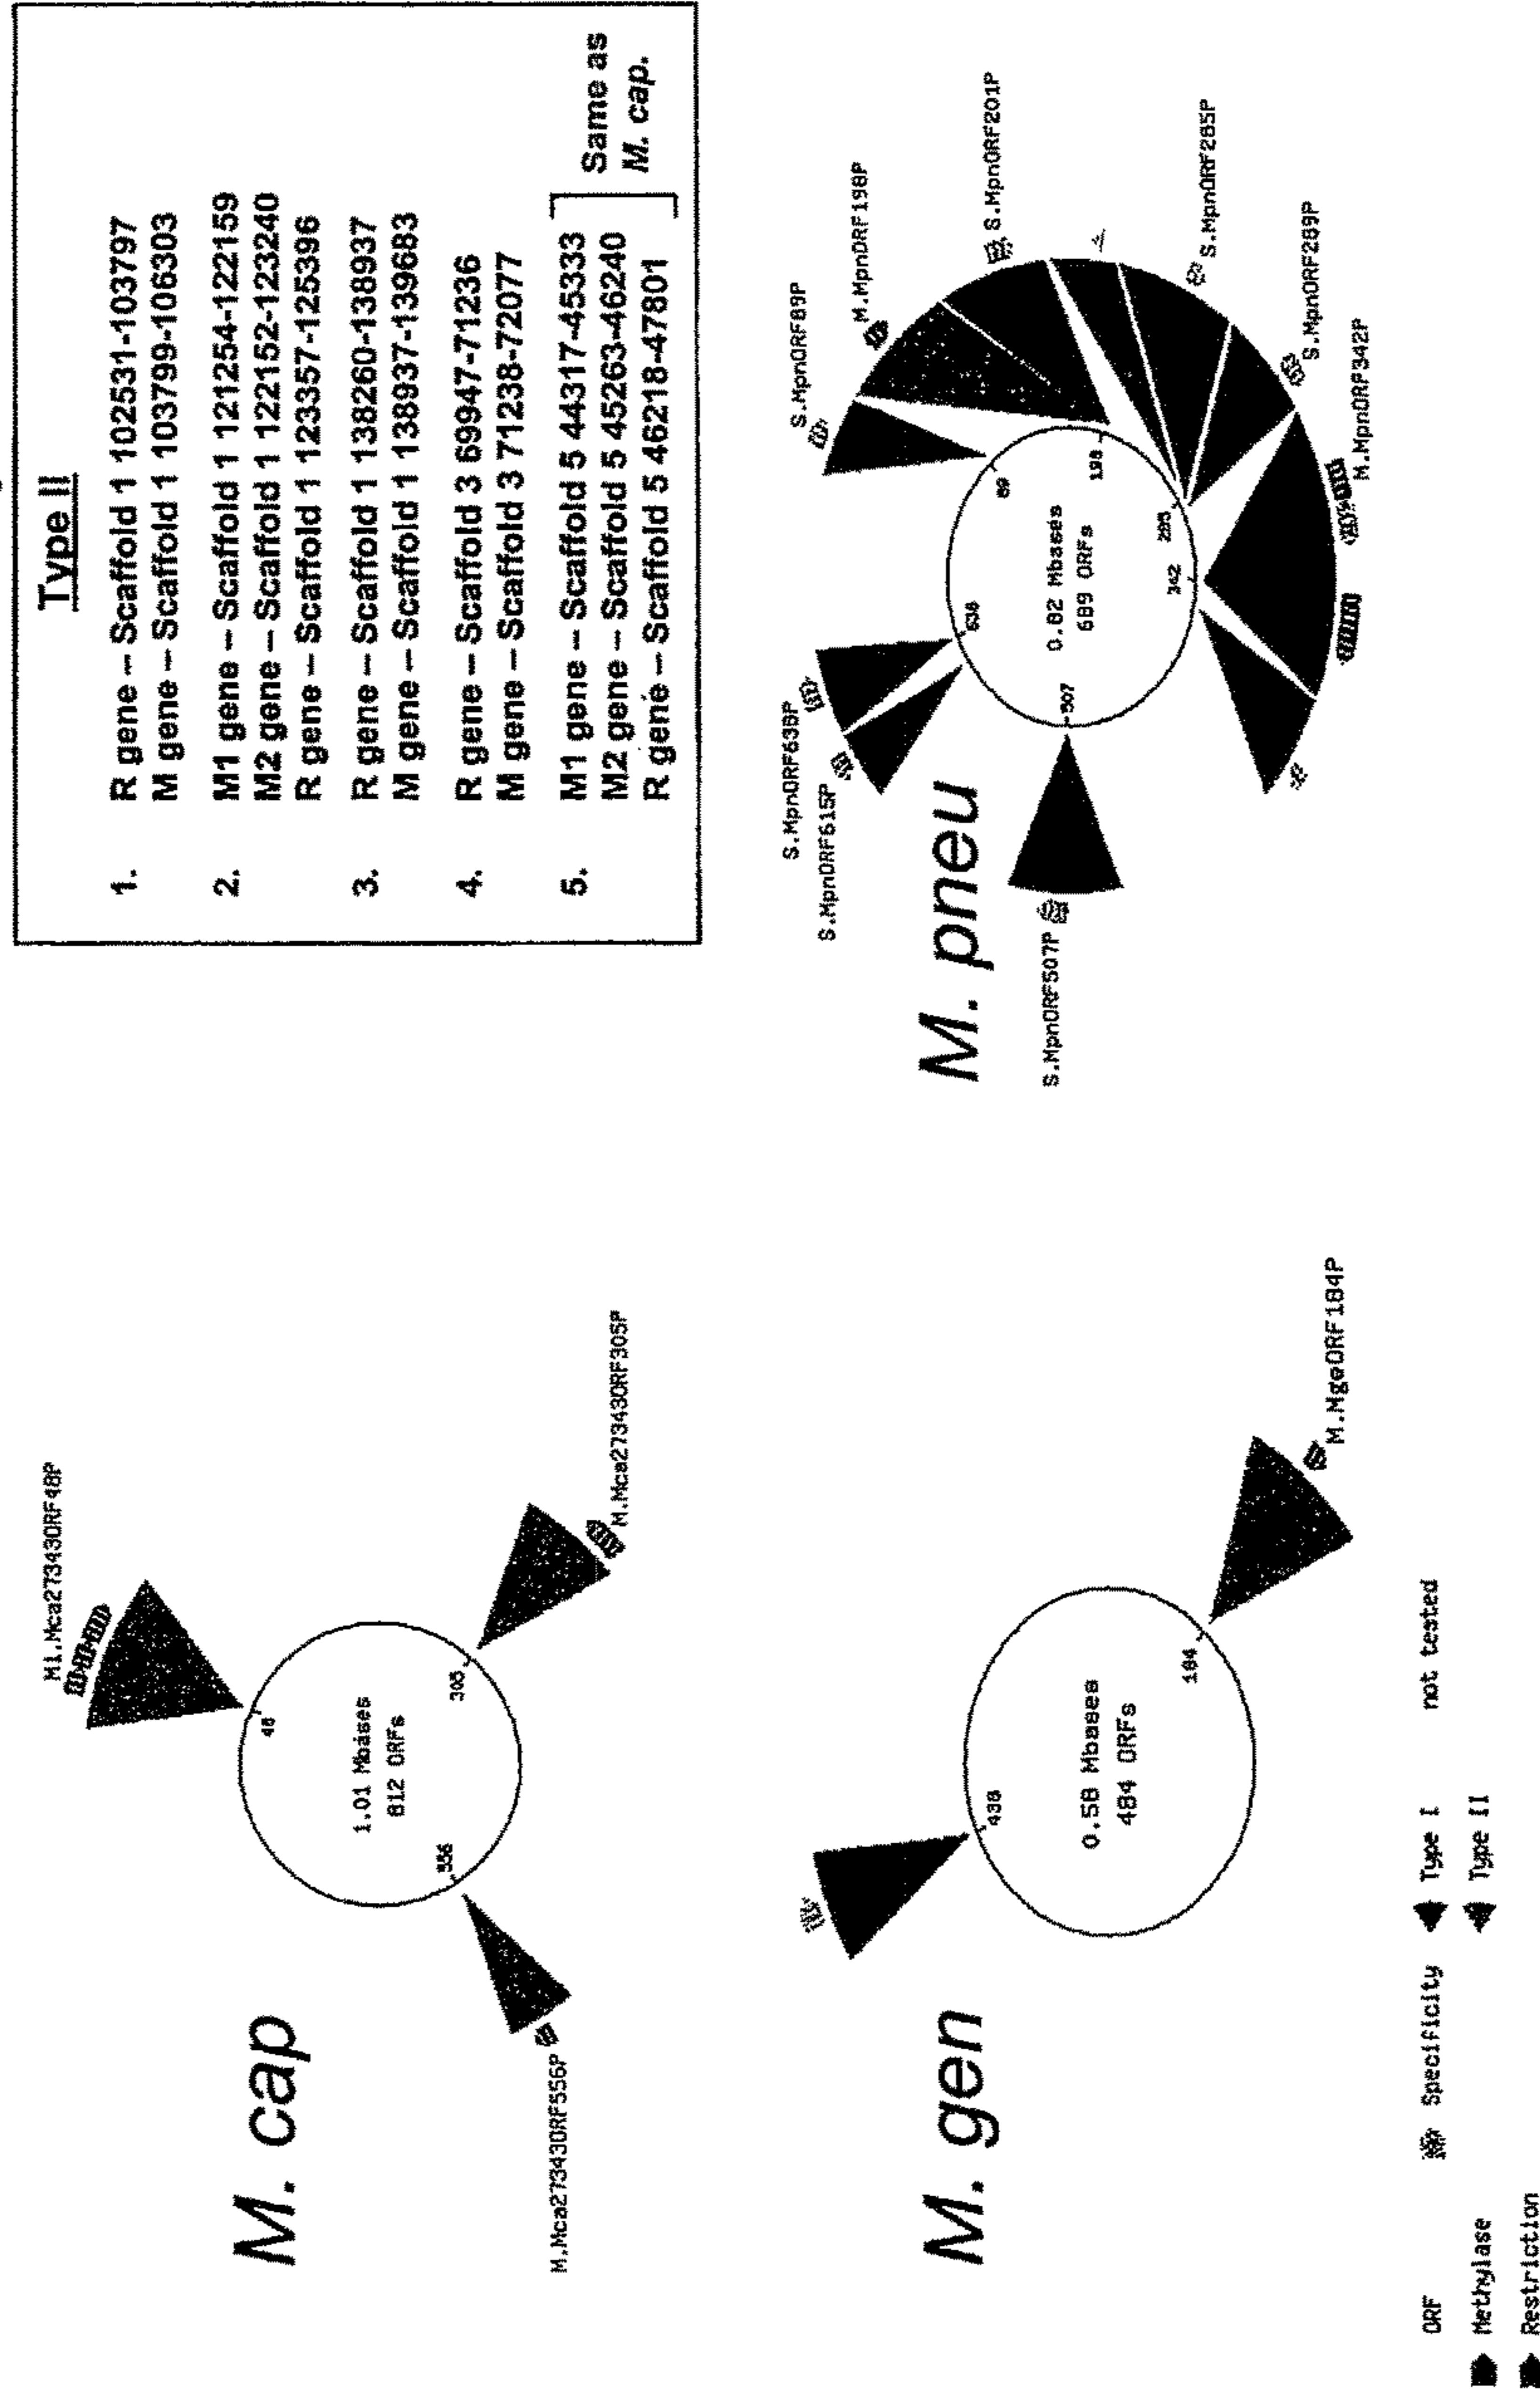 M. cap
M1.Mca27343ORF48P
48
1.01 Mbases
812 ORFs
305
M.Mca27343ORF305P
556
M.Mca27343ORF556P
Type II
1. R gene – Scaffold 1 102531-103797
M gene – Scaffold 1 103799-106303
2. M1 gene – Scaffold 1 121254-122159
M2 gene – Scaffold 1 122152-123240
R gene – Scaffold 1 123357-125396
3. R gene – Scaffold 1 138260-138937
M gene – Scaffold 1 138937-139683
4. R gene – Scaffold 3 69947-71236
M gene – Scaffold 3 71238-72077
5. M1 gene – Scaffold 5 44317-45333
M2 gene – Scaffold 5 45263-46240
R gene – Scaffold 5 46218-47801
Same as
M. cap.
M. gen
438
0.58 Mbases
484 ORFs
184
M.MgeORF184P
M. pneu
S.MpnORF638P
S.MpnORF615P
S.MpnORF507P
S.MpnORF89P
M.MpnORF198P
S.MpnORF201P
S.MpnORF285P
S.MpnORF289P
M.MpnORF342P
638
89
0.82 Mbases
689 ORFs
198
507
285
342
ORF Specificity Type I not tested
Methylase Type II
Restriction